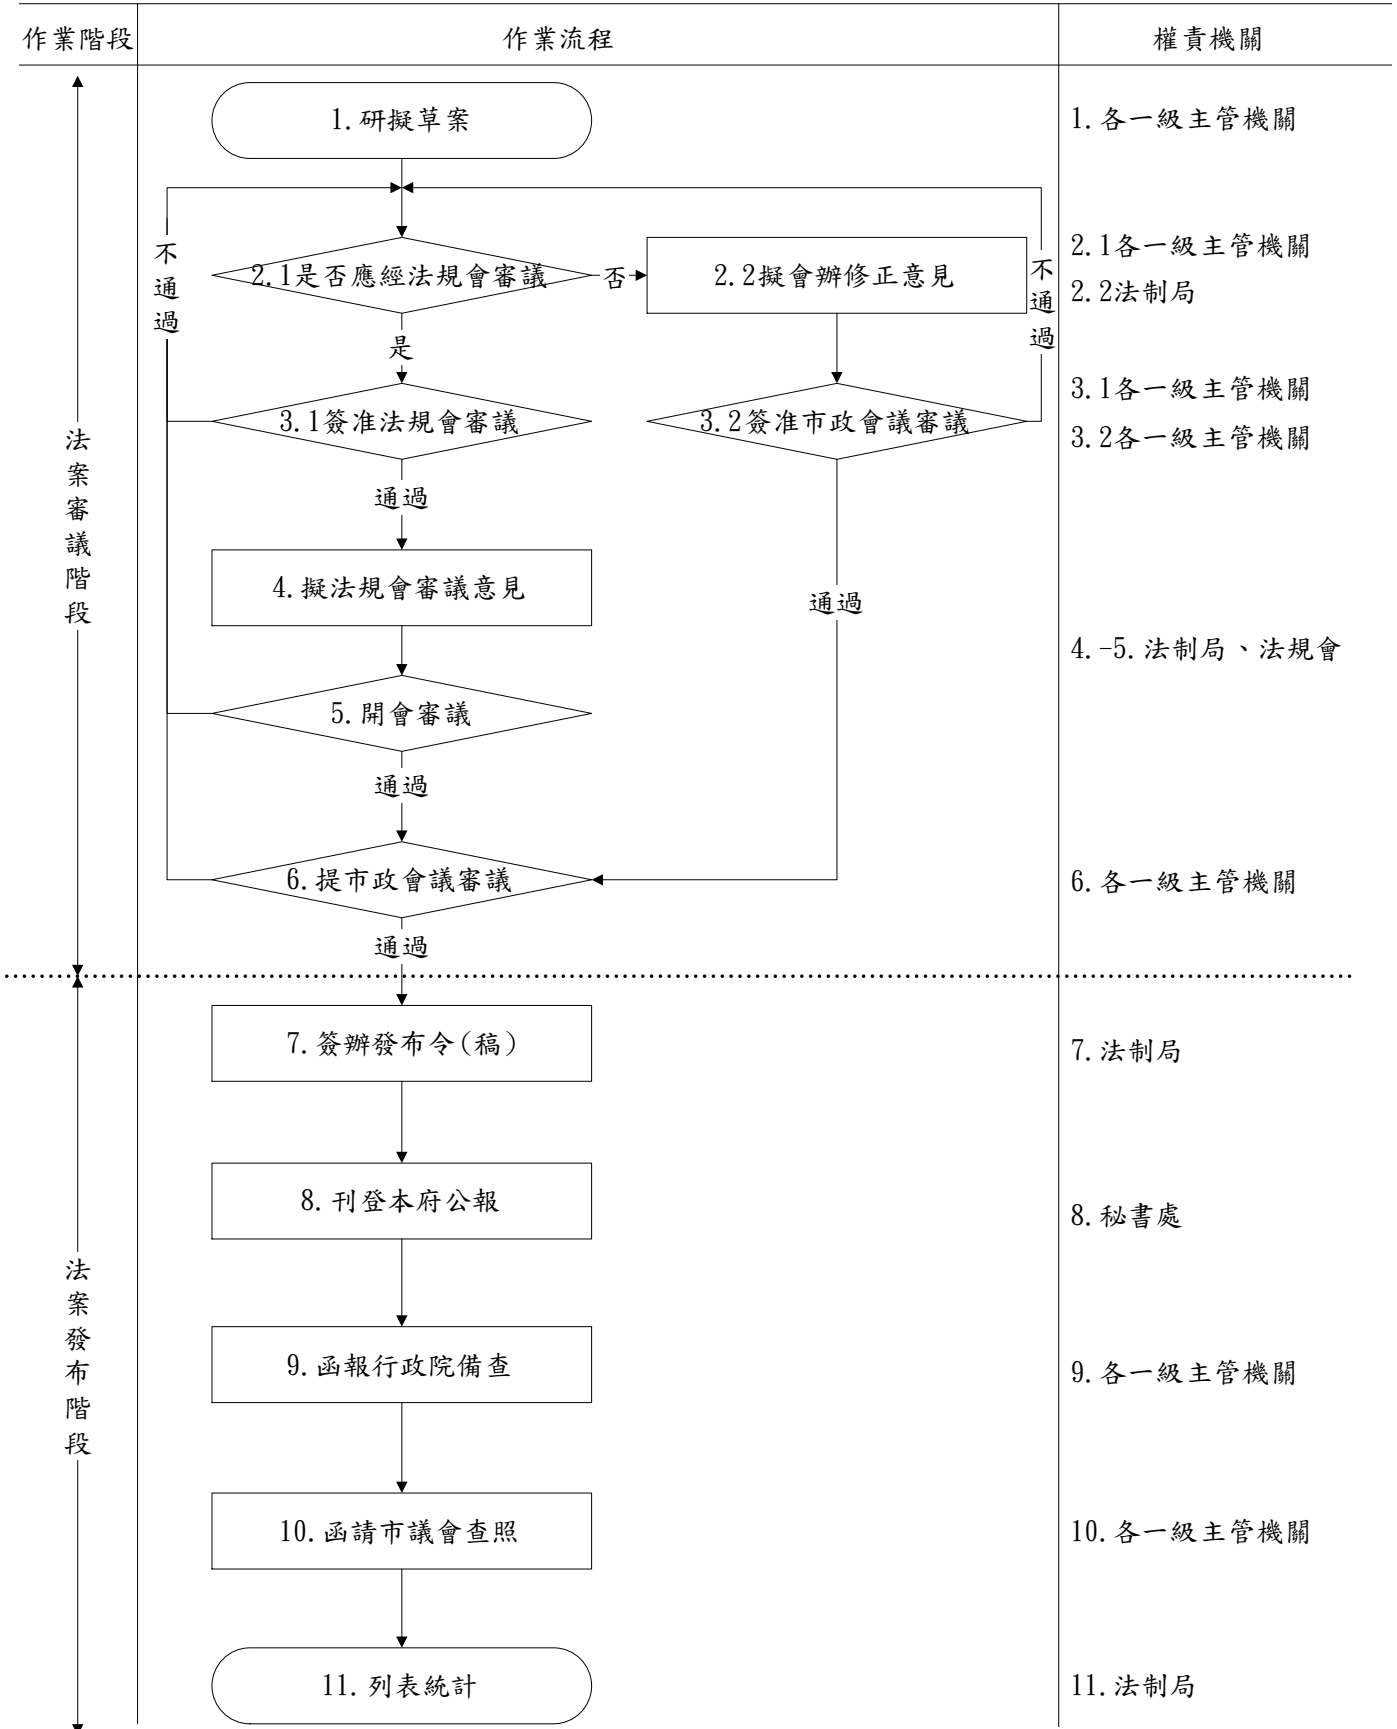 作業階段
作業流程
權責機關
1.研擬草案
1.各一級主管機關
不通過
2.1是否應經法規會審議
否
2.2擬會辦修正意見
不通過
2.1各一級主管機關
2.2法制局
是
3.1簽准法規會審議
3.2簽准市政會議審議
3.1各一級主管機關
3.2各一級主管機關
法案審議階段
通過
4.擬法規會審議意見
通過
4.-5.法制局、法規會
5.開會審議
通過
6.提市政會議審議
6.各一級主管機關
通過
7.簽辦發布令(稿)
7.法制局
8.刊登本府公報
8.秘書處
法案發布階段
9.函報行政院備查
9.各一級主管機關
10.函請市議會查照
10.各一級主管機關
11.列表統計
11.法制局